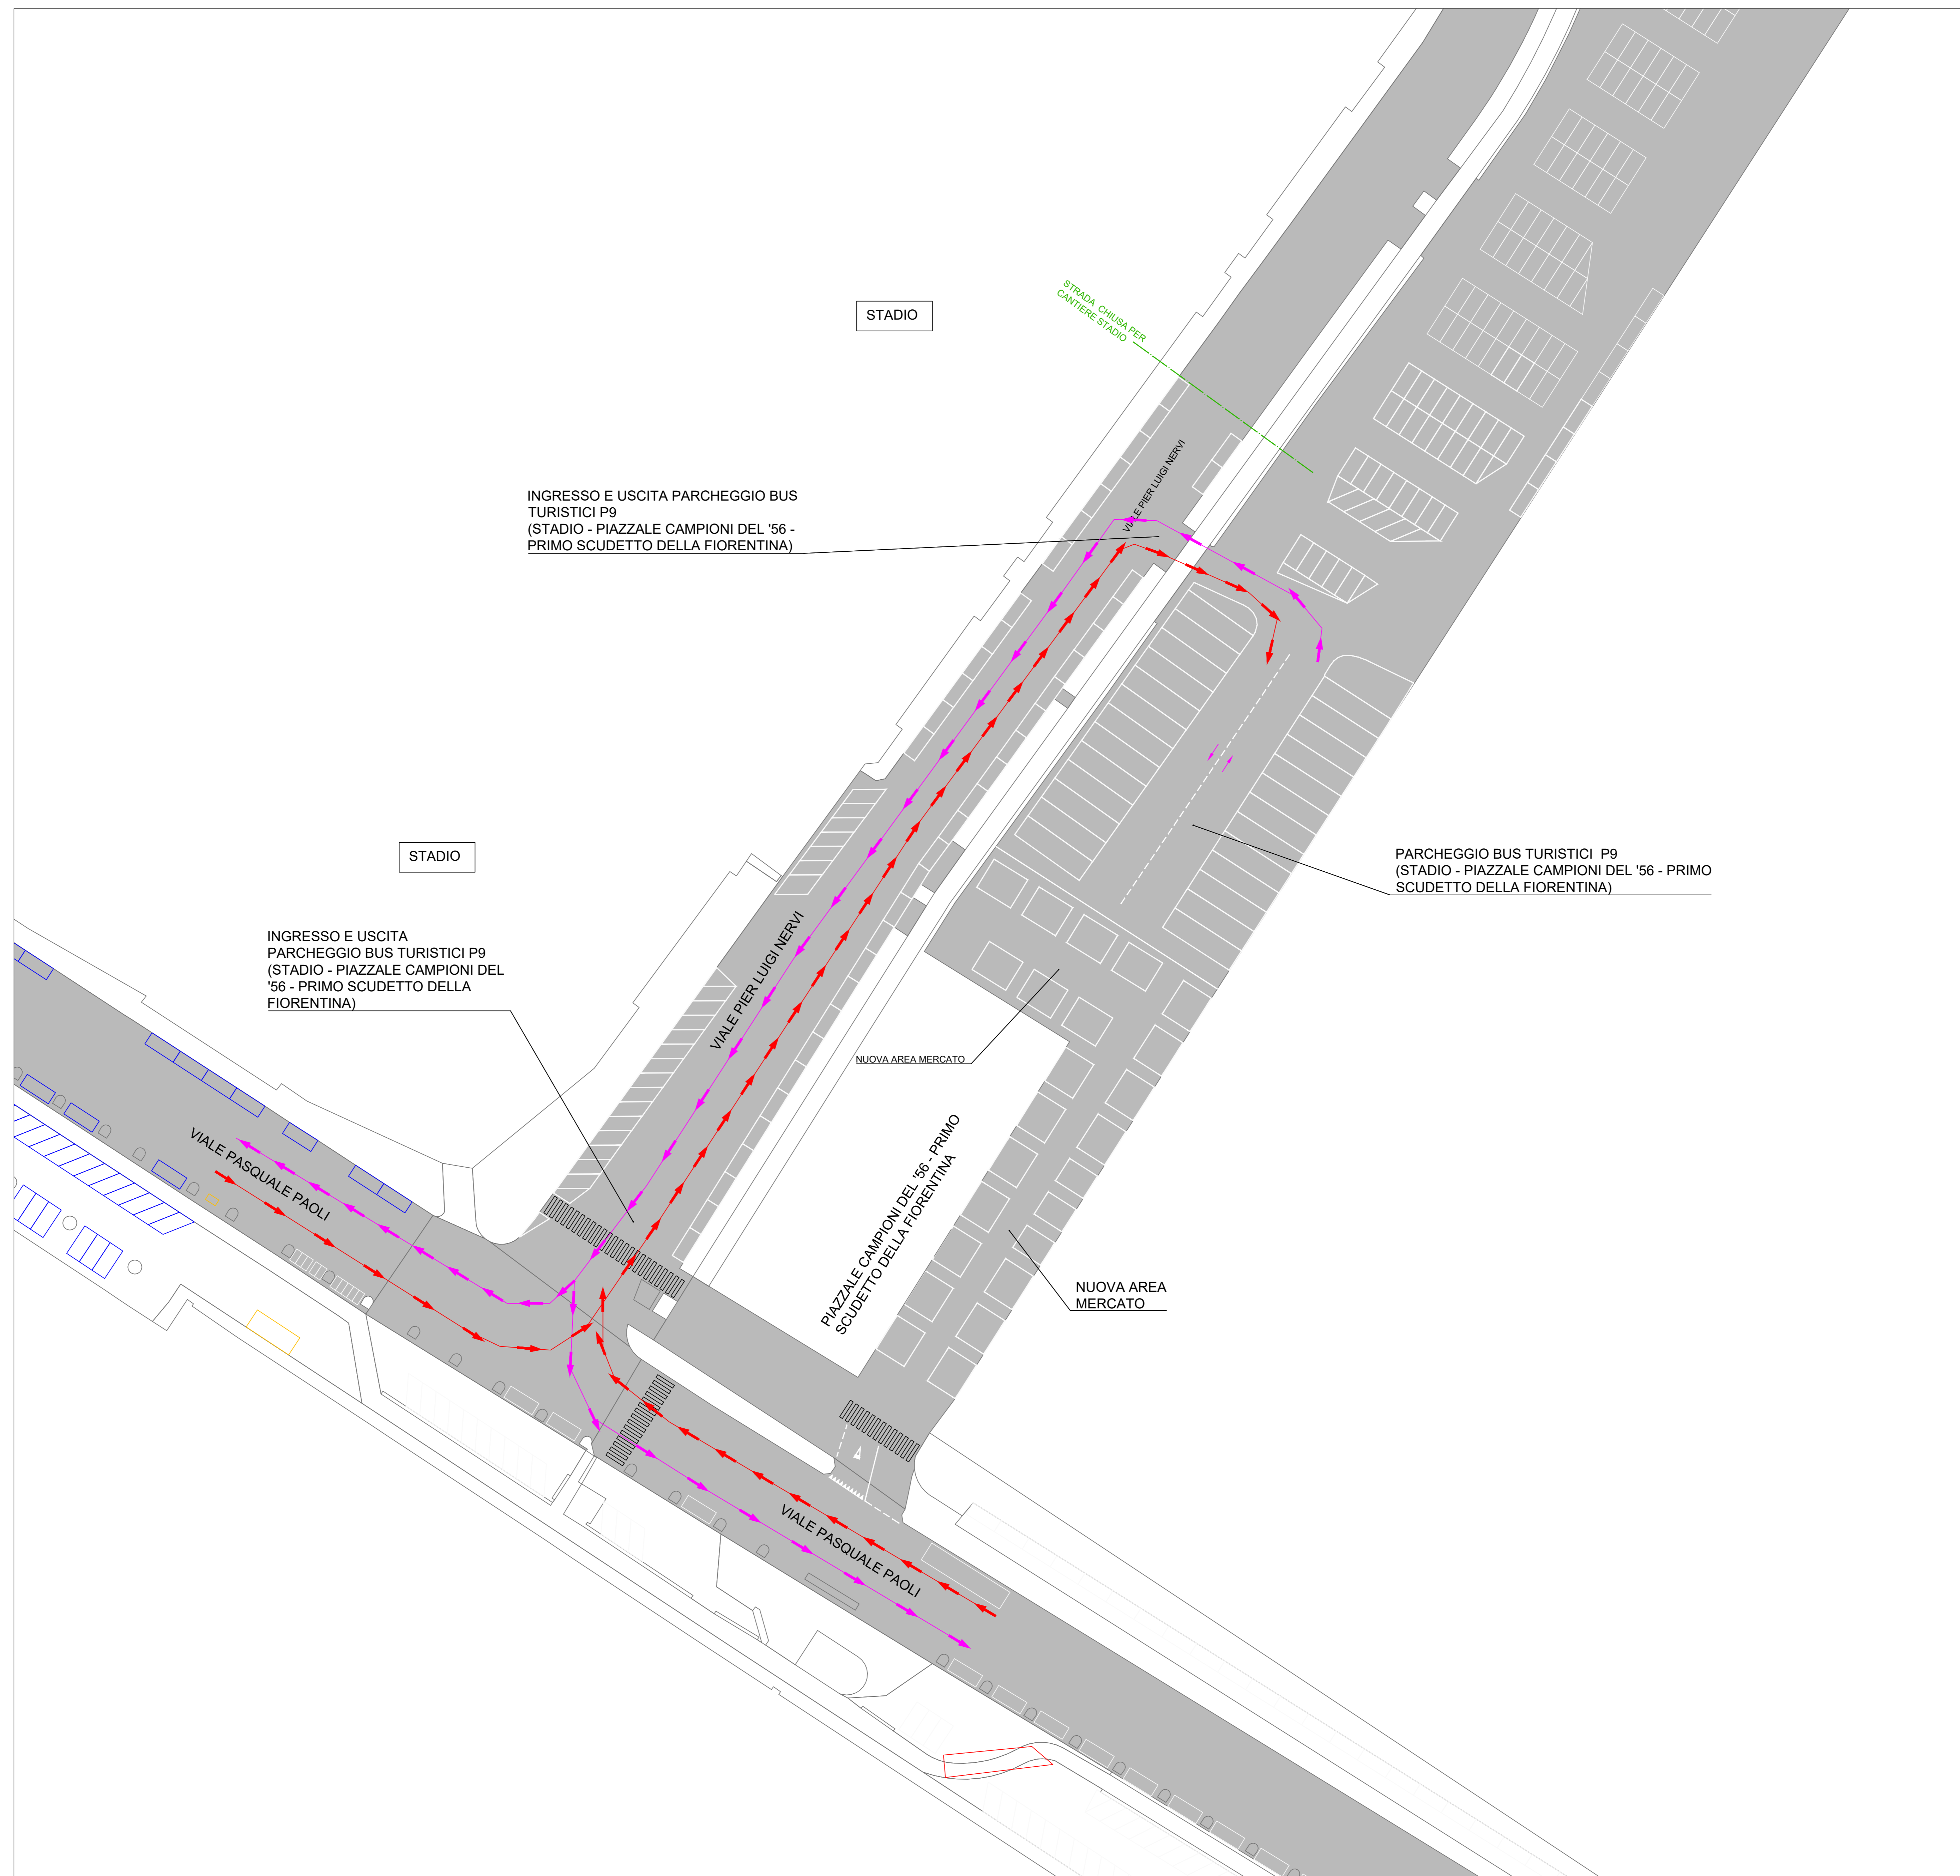 STADIO
STRADA CHIUSA PER
CANTIERE STADIO
VIALE PIER LUIGI NERVI
INGRESSO E USCITA PARCHEGGIO BUS
TURISTICI P9
(STADIO - PIAZZALE CAMPIONI DEL '56 -
PRIMO SCUDETTO DELLA FIORENTINA)
STADIO
PARCHEGGIO BUS TURISTICI P9
(STADIO - PIAZZALE CAMPIONI DEL '56 - PRIMO
SCUDETTO DELLA FIORENTINA)
INGRESSO E USCITA
PARCHEGGIO BUS TURISTICI P9
(STADIO - PIAZZALE CAMPIONI DEL
'56 - PRIMO SCUDETTO DELLA
FIORENTINA)
VIALE PIER LUIGI NERVI
NUOVA AREA MERCATO
VIALE PASQUALE PAOLI
PIAZZALE CAMPIONI DEL '56 - PRIMO
SCUDETTO DELLA FIORENTINA
NUOVA AREA
MERCATO
VIALE PASQUALE PAOLI